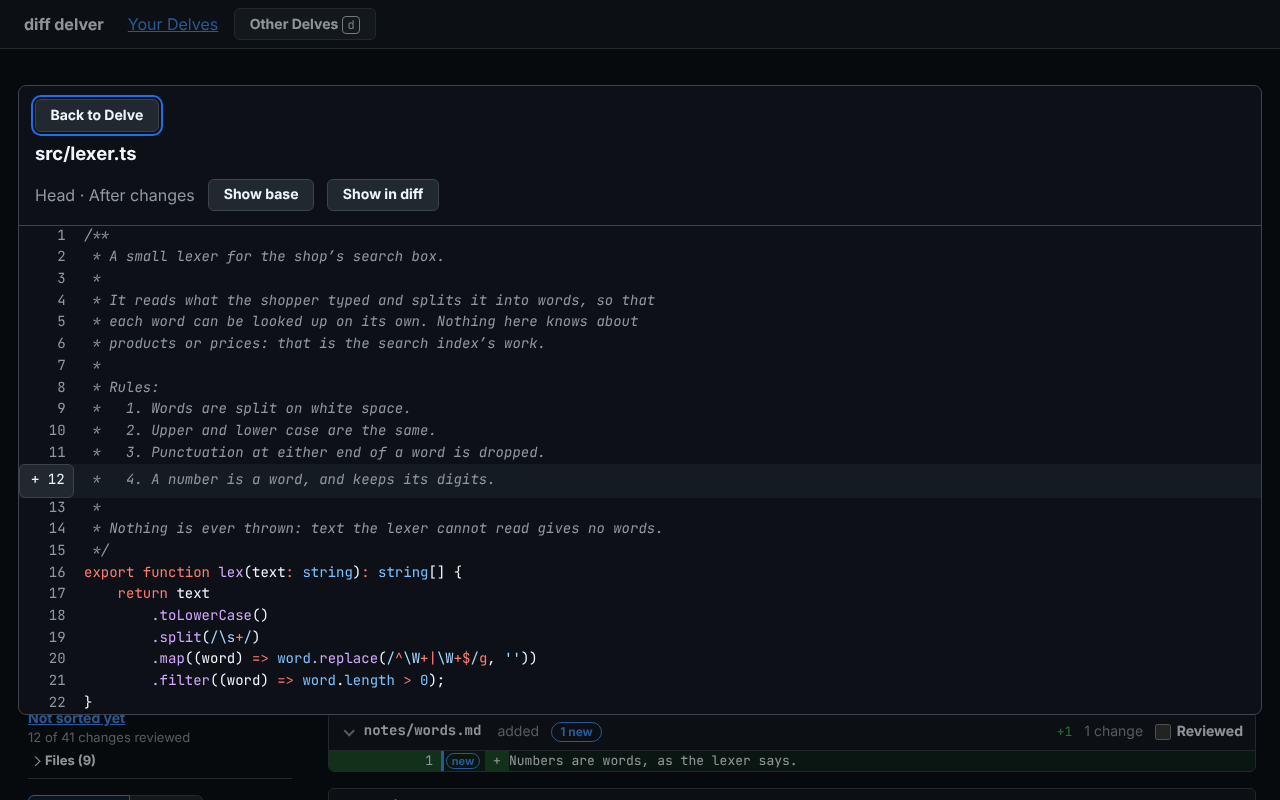 diff delver Your Delves Other Delves d
Back to Delve
src/lexer.ts
Head · After changes Show base Show in diff
1 /**
2  * A small lexer for the shop’s search box.
3  *
4  * It reads what the shopper typed and splits it into words, so that
5  * each word can be looked up on its own. Nothing here knows about
6  * products or prices: that is the search index’s work.
7  *
8  * Rules:
9  *   1. Words are split on white space.
10  *   2. Upper and lower case are the same.
11  *   3. Punctuation at either end of a word is dropped.
+ 12  *   4. A number is a word, and keeps its digits.
13  *
14  * Nothing is ever thrown: text the lexer cannot read gives no words.
15  */
16 export function lex(text: string): string[] {
17     return text
18         .toLowerCase()
19         .split(/\s+/)
20         .map((word) => word.replace(/^\W+|\W+$/g, ''))
21         .filter((word) => word.length > 0);
22 }
Not sorted yet
12 of 41 changes reviewed
Files (9)
notes/words.md added 1 new +1 1 change Reviewed
1 new + Numbers are words, as the lexer says.